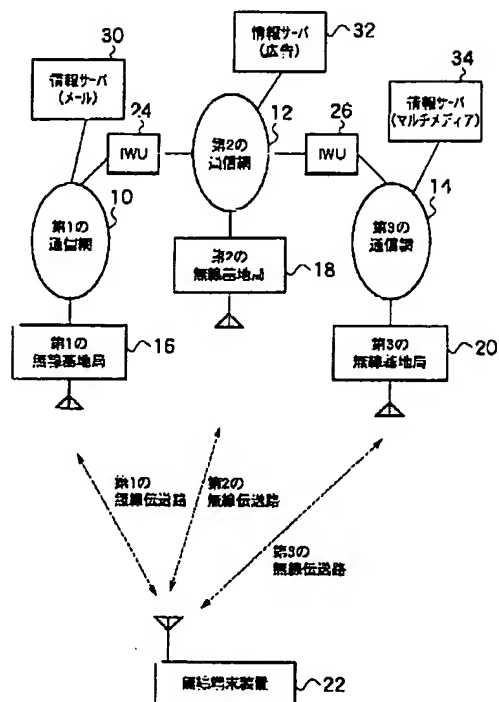 30
情報サーバ
(メール)
情報サーバ
(広告)
32
34
情報サーバ
(マルチメディア)
24
IWU
12
第2の
通信網
26
IWU
10
第1の
通信網
14
第3の
通信網
第2の
無線基地局
18
第1の
無線基地局
16
第3の
無線基地局
20
第1の
無線伝送路
第2の
無線伝送路
第3の
無線伝送路
端末装置
22